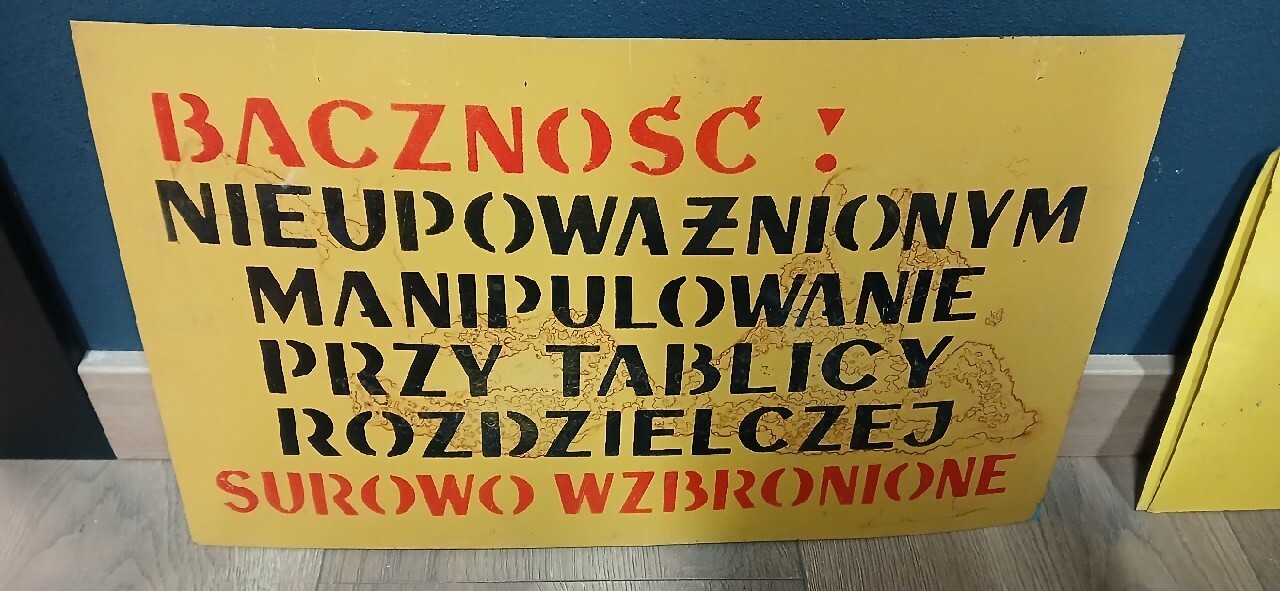 BACZNOŚĆ :
NIEUPOWAŻNIONYM
MANIPULOWANIE
PRZY TABLICY
ROZDZIELCZEJ
SUROWO WZBRONIONE